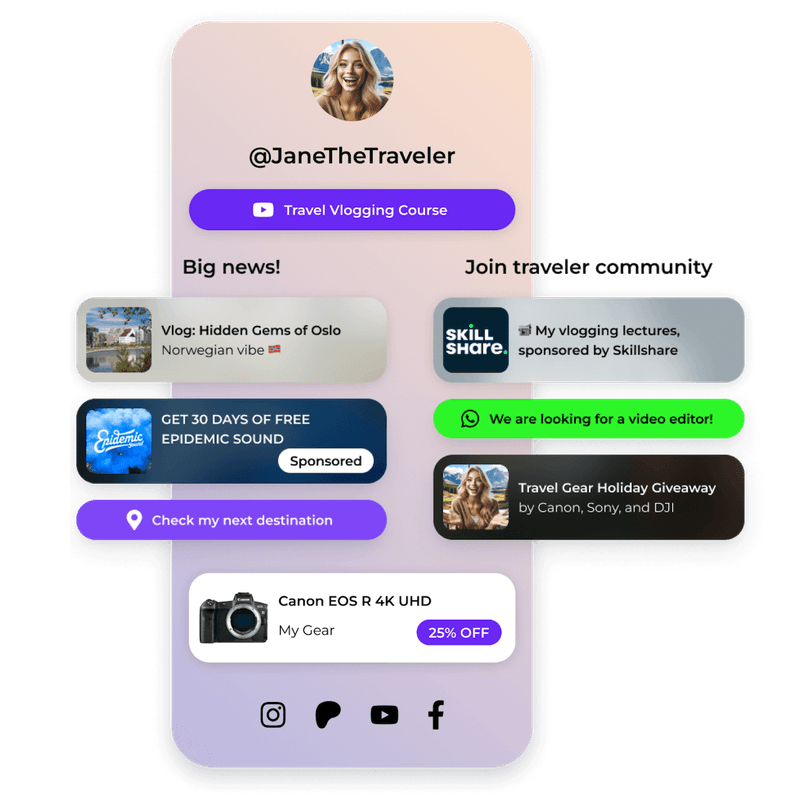 @JaneTheTraveler
Travel Vlogging Course
Big news!
Vlog: Hidden Gems of Oslo
Norwegian vibe 🇳🇴
Epidemic
Sound
GET 30 DAYS OF FREE
EPIDEMIC SOUND
Sponsored
Check my next destination
Join traveler community
SKILL
SHARE.
📹 My vlogging lectures,
sponsored by Skillshare
We are looking for a video editor!
Travel Gear Holiday Giveaway
by Canon, Sony, and DJI
Canon EOS R 4K UHD
My Gear
25% OFF